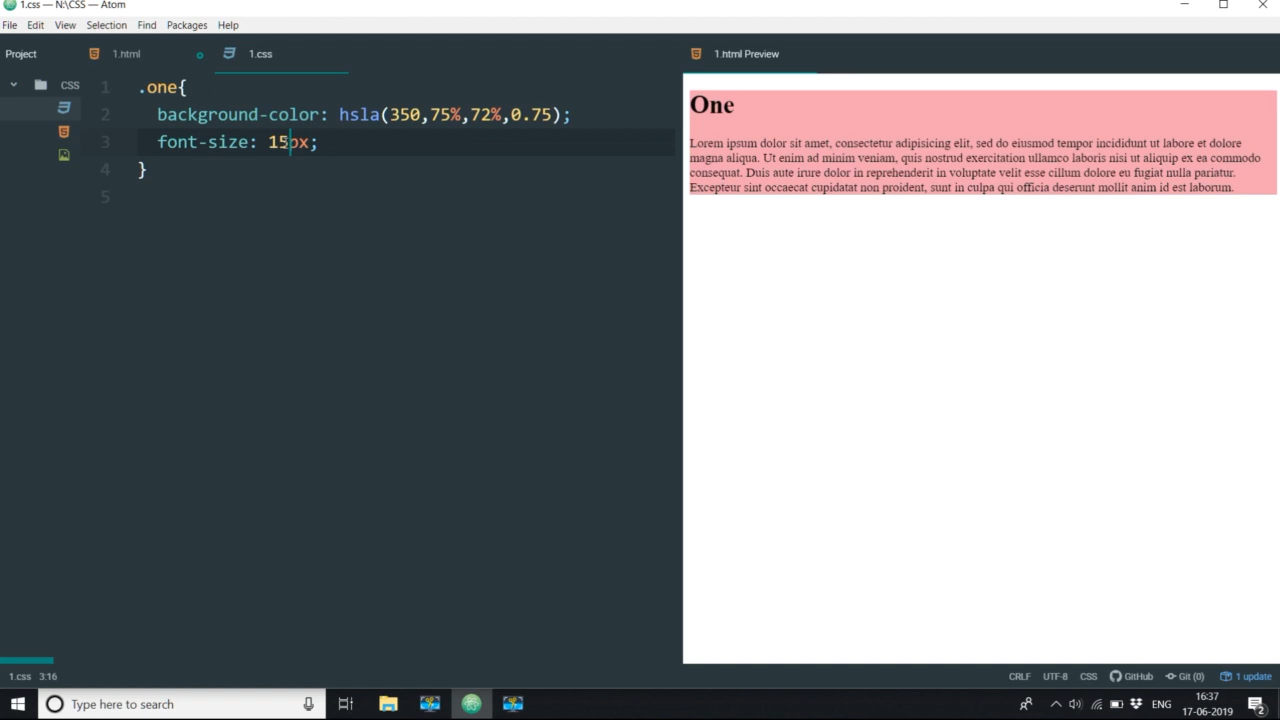 1.css — N:\CSS — Atom
File Edit View Selection Find Packages Help
Project
1.html
1.css
1.html Preview
CSS
1 .one{
2 background-color: hsla(350,75%,72%,0.75);
3 font-size: 15px;
4 }
5
One
Lorem ipsum dolor sit amet, consectetur adipisicing elit, sed do eiusmod tempor incididunt ut labore et dolore
magna aliqua. Ut enim ad minim veniam, quis nostrud exercitation ullamco laboris nisi ut aliquip ex ea commodo
consequat. Duis aute irure dolor in reprehenderit in voluptate velit esse cillum dolore eu fugiat nulla pariatur.
Excepteur sint occaecat cupidatat non proident, sunt in culpa qui officia deserunt mollit anim id est laborum.
1.css 3:16
CRLF UTF-8 CSS GitHub Git (0) 1 update
Type here to search
ENG
16:37
17-06-2019
2